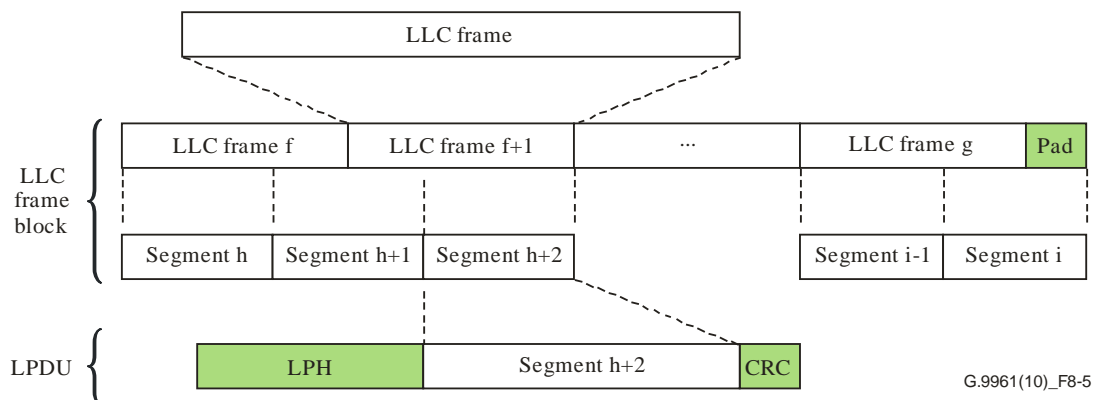 LLC frame
LLC frame f
LLC frame f+1
...
LLC frame g
Pad
LLC
frame
block
Segment h
Segment h+1
Segment h+2
Segment i-1
Segment i
LPDU
LPH
Segment h+2
CRC
G.9961(10)_F8-5